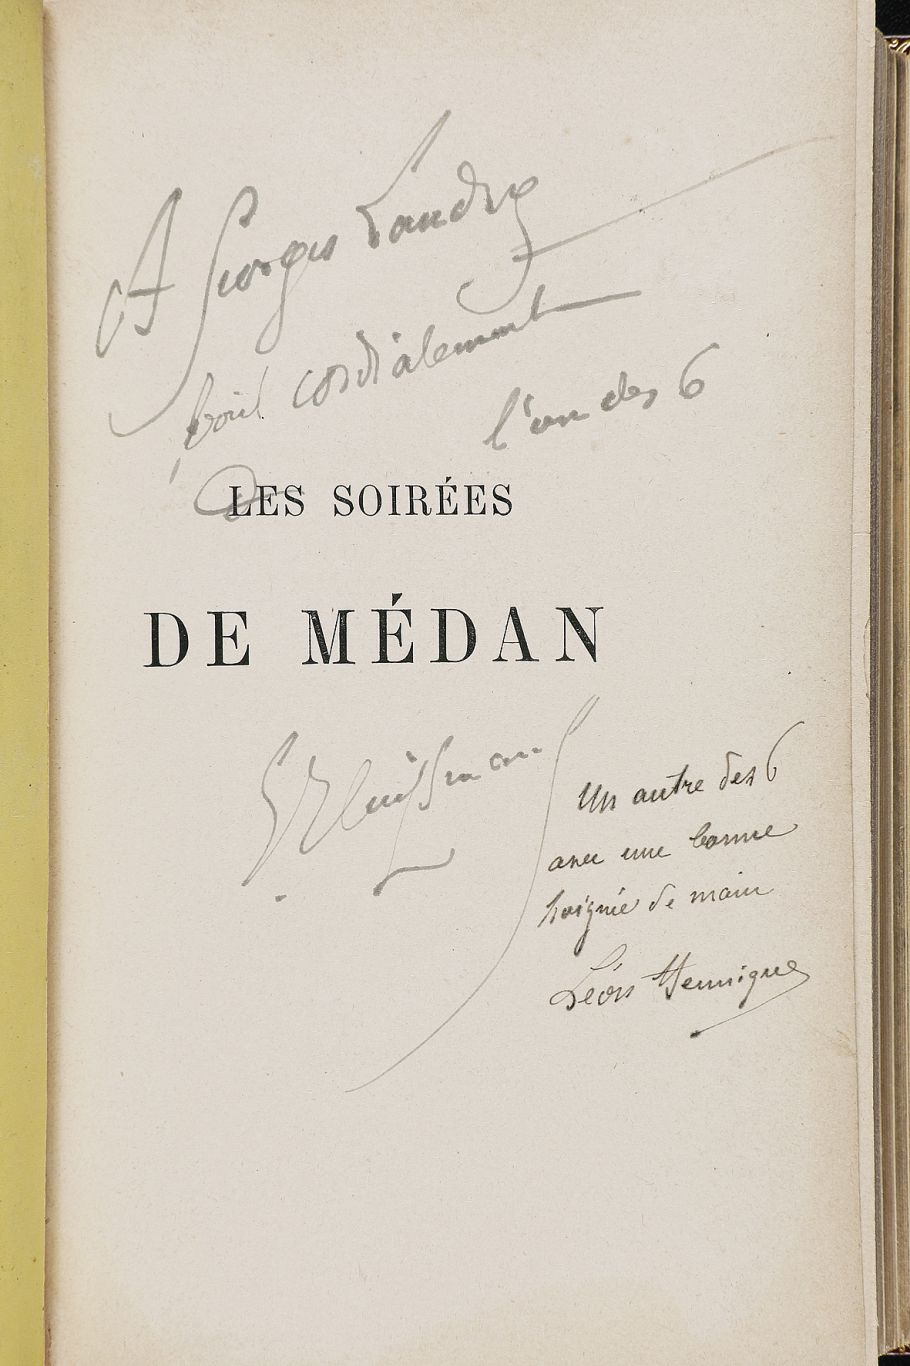 A Georges Landry
bien cordialement
l'un des 6
LES SOIRÉES
DE MÉDAN
Huysmans
Un autre des 6
avec une bonne
poignée de main
Léon Hennique